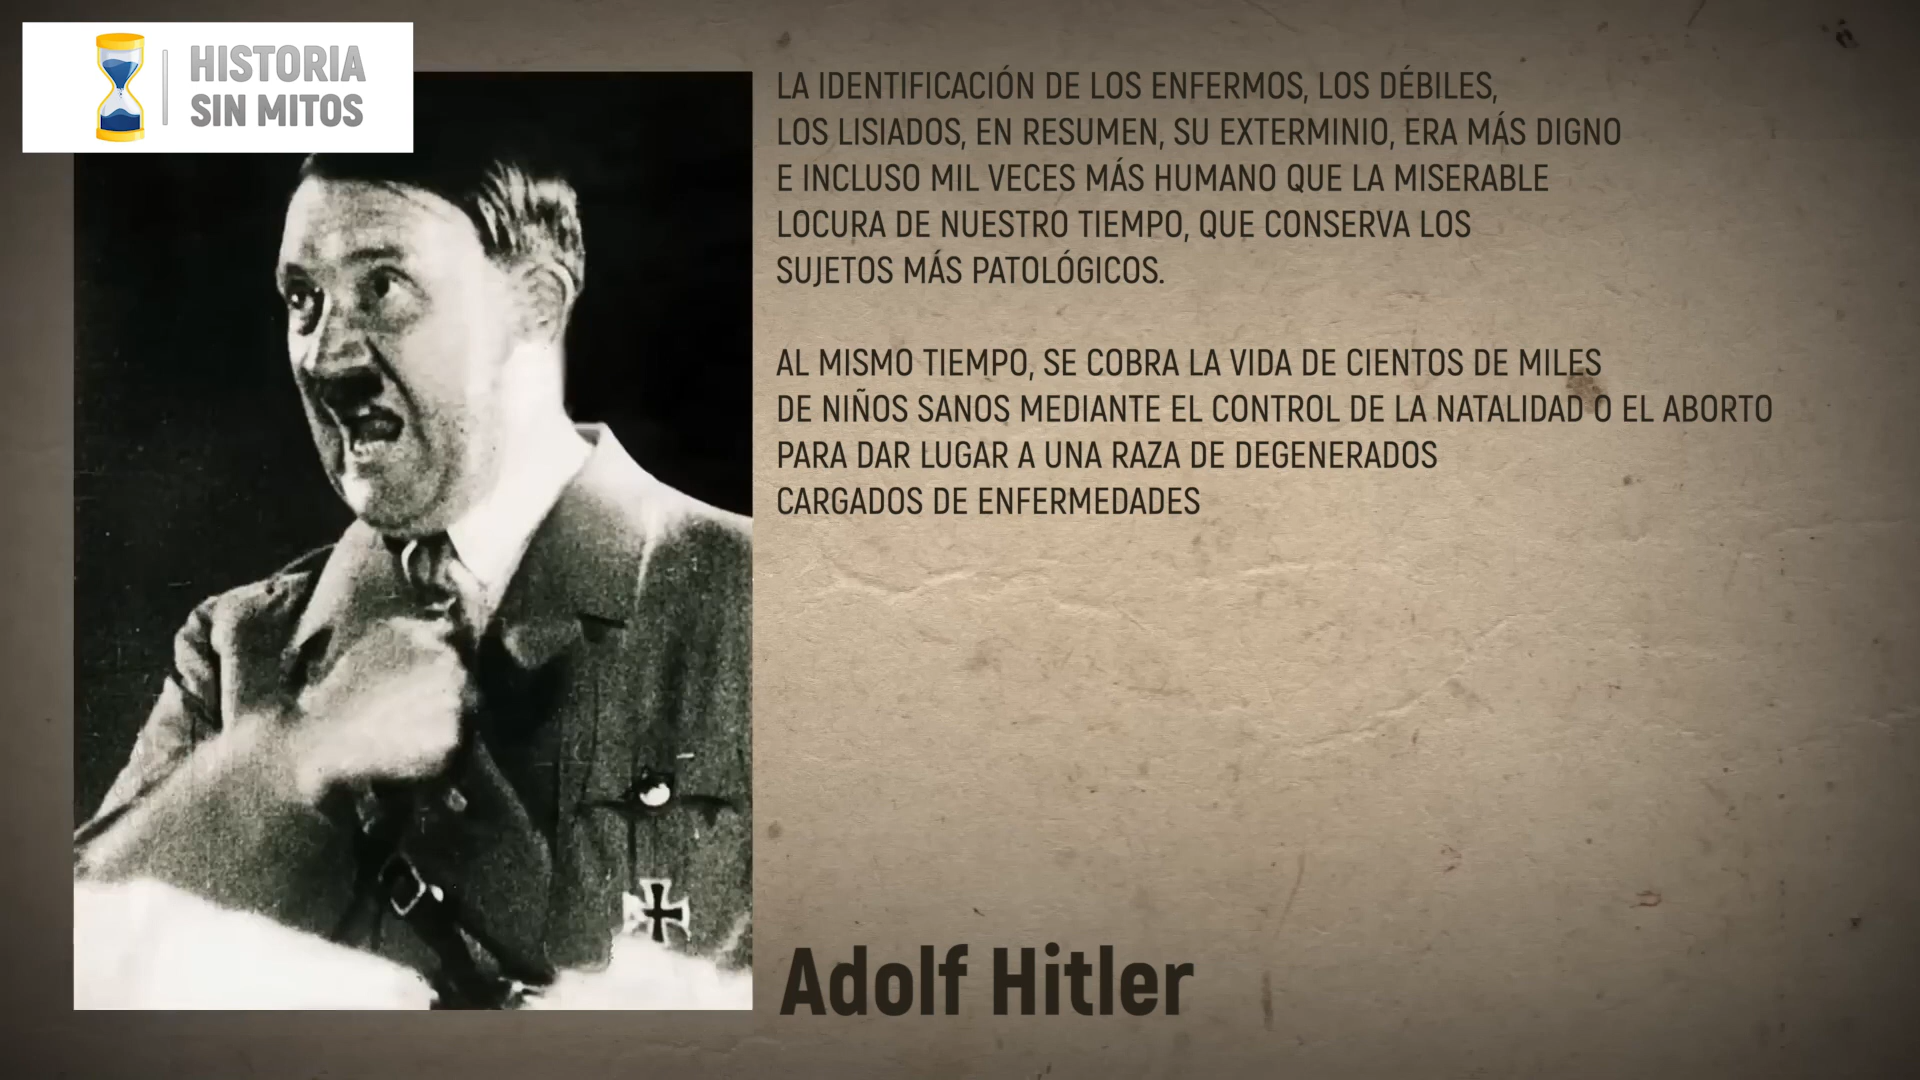 HISTORIA
SIN MITOS
LA IDENTIFICACIÓN DE LOS ENFERMOS, LOS DÉBILES,
LOS LISIADOS, EN RESUMEN, SU EXTERMINIO, ERA MÁS DIGNO
E INCLUSO MIL VECES MÁS HUMANO QUE LA MISERABLE
LOCURA DE NUESTRO TIEMPO, QUE CONSERVA LOS
SUJETOS MÁS PATOLÓGICOS.
AL MISMO TIEMPO, SE COBRA LA VIDA DE CIENTOS DE MILES
DE NIÑOS SANOS MEDIANTE EL CONTROL DE LA NATALIDAD O EL ABORTO
PARA DAR LUGAR A UNA RAZA DE DEGENERADOS
CARGADOS DE ENFERMEDADES
Adolf Hitler